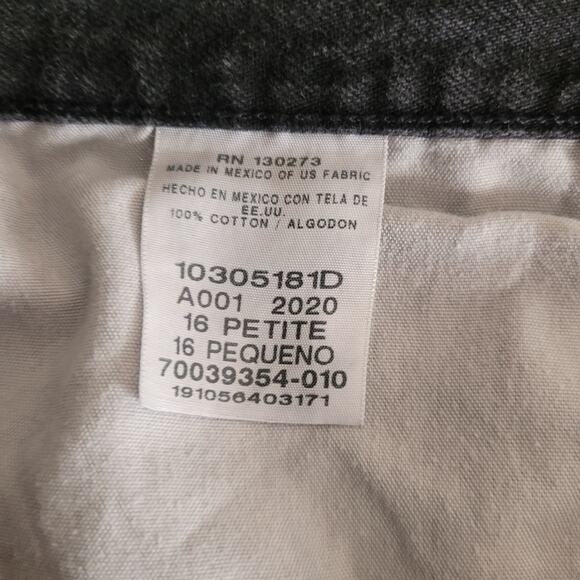 RN 130273
MADE IN MEXICO OF US FABRIC
HECHO EN MEXICO CON TELA DE
EE.UU.
100% COTTON / ALGODON
10305181D
A001 2020
16 PETITE
16 PEQUENO
70039354-010
191056403171